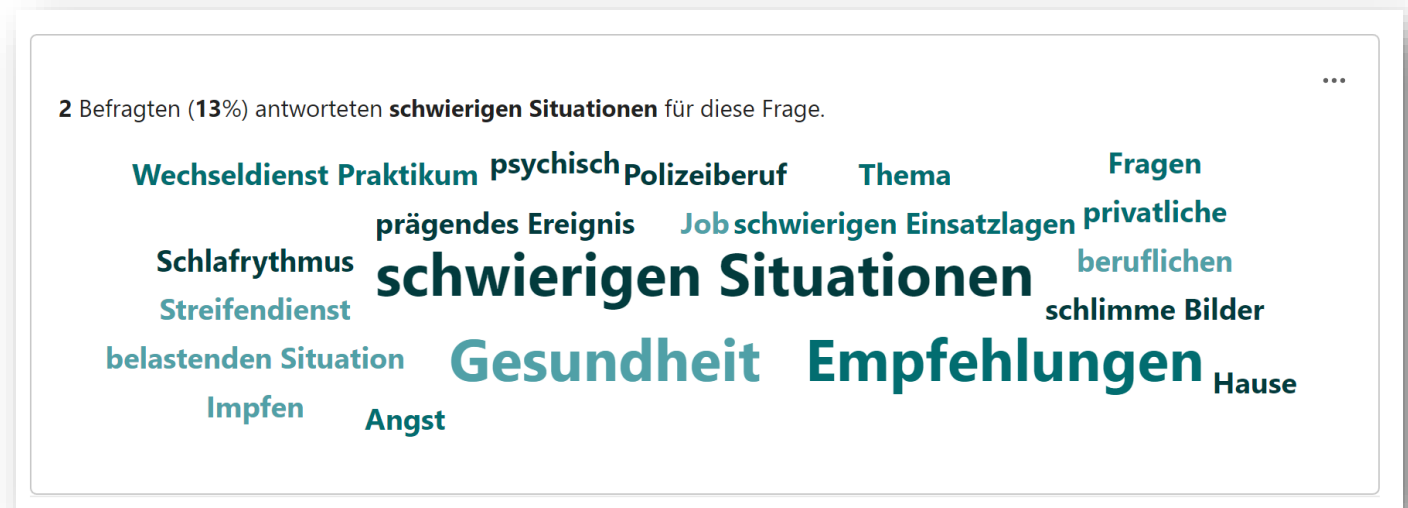 ...
2 Befragten (13%) antworteten schwierigen Situationen für diese Frage.
Wechseldienst Praktikum psychisch Polizeiberuf Thema Fragen
prägendes Ereignis Job schwierigen Einsatzlagen privatliche
Schlafrythmus schwierigen Situationen beruflichen
Streifendienst schlimme Bilder
belastenden Situation Gesundheit Empfehlungen Hause
Impfen Angst